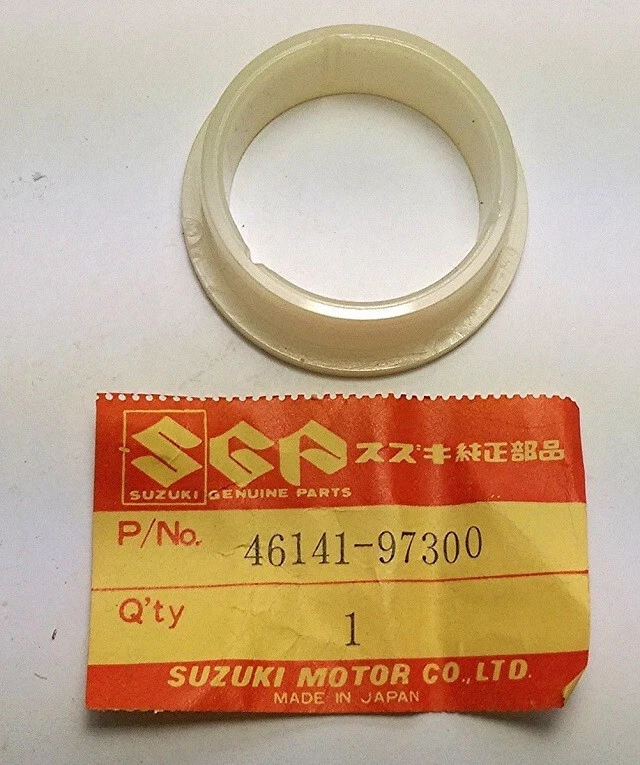 SGP スズキ純正部品
SUZUKI GENUINE PARTS
P/No. 46141-97300
Q'ty 1
SUZUKI MOTOR CO.,LTD.
MADE IN JAPAN